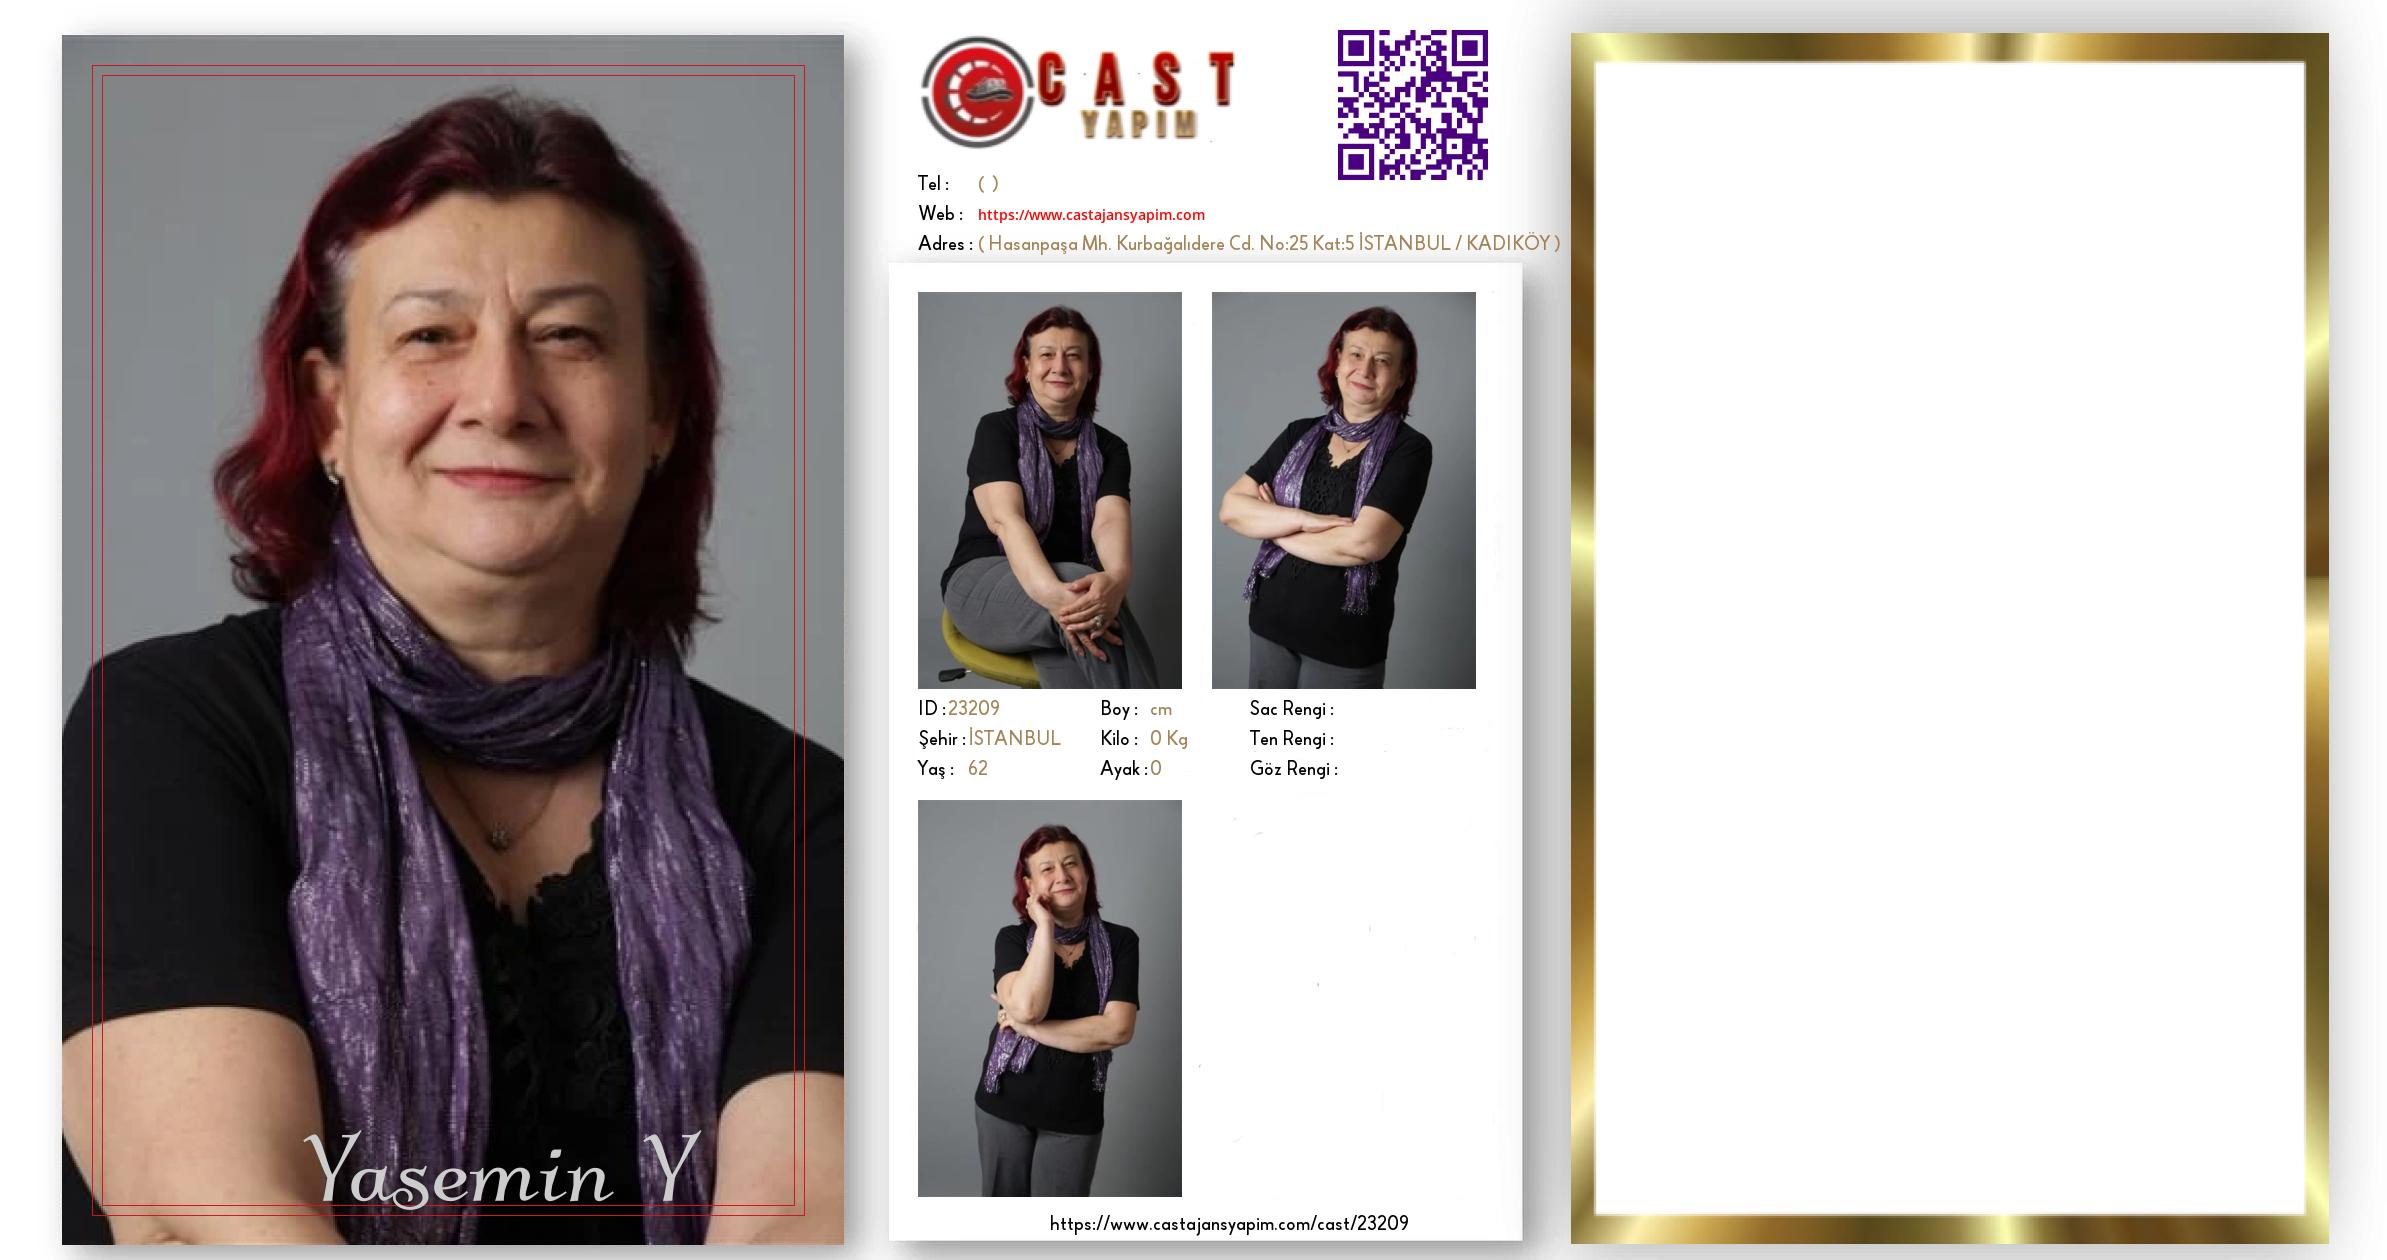 Yasemin Y
CAST
YAPIM
Tel : ( )
Web : https://www.castajansyapim.com
Adres : ( Hasanpaşa Mh. Kurbağalıdere Cd. No:25 Kat:5 İSTANBUL / KADIKÖY )
ID : 23209 Boy : cm Sac Rengi :
Şehir : İSTANBUL Kilo : 0 Kg Ten Rengi :
Yaş : 62 Ayak : 0 Göz Rengi :
https://www.castajansyapim.com/cast/23209